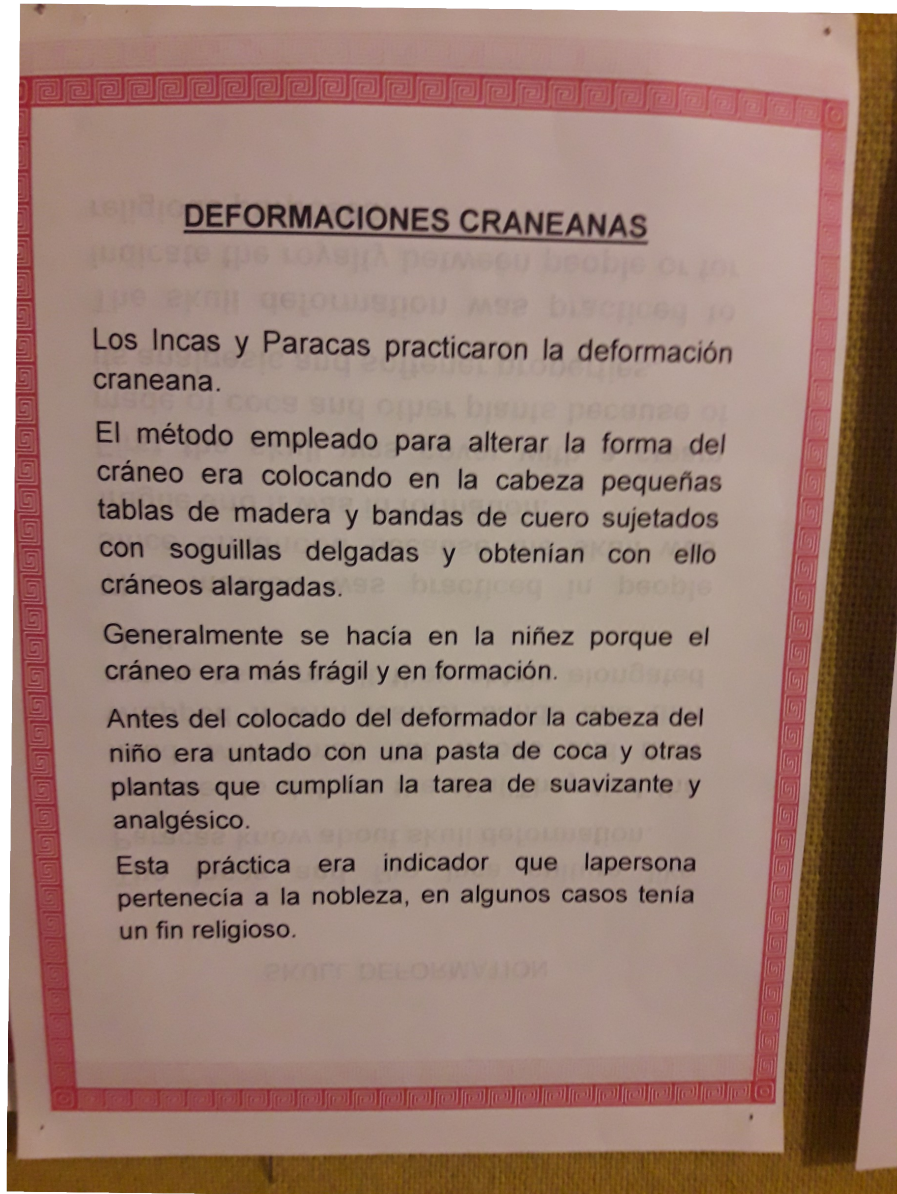 DEFORMACIONES CRANEANAS
Los Incas y Paracas practicaron la deformación
craneana.
El método empleado para alterar la forma del
cráneo era colocando en la cabeza pequeñas
tablas de madera y bandas de cuero sujetados
con soguillas delgadas y obtenían con ello
cráneos alargadas.
Generalmente se hacía en la niñez porque el
cráneo era más frágil y en formación.
Antes del colocado del deformador la cabeza del
niño era untado con una pasta de coca y otras
plantas que cumplían la tarea de suavizante y
analgésico.
Esta práctica era indicador que lapersona
pertenecía a la nobleza, en algunos casos tenía
un fin religioso.